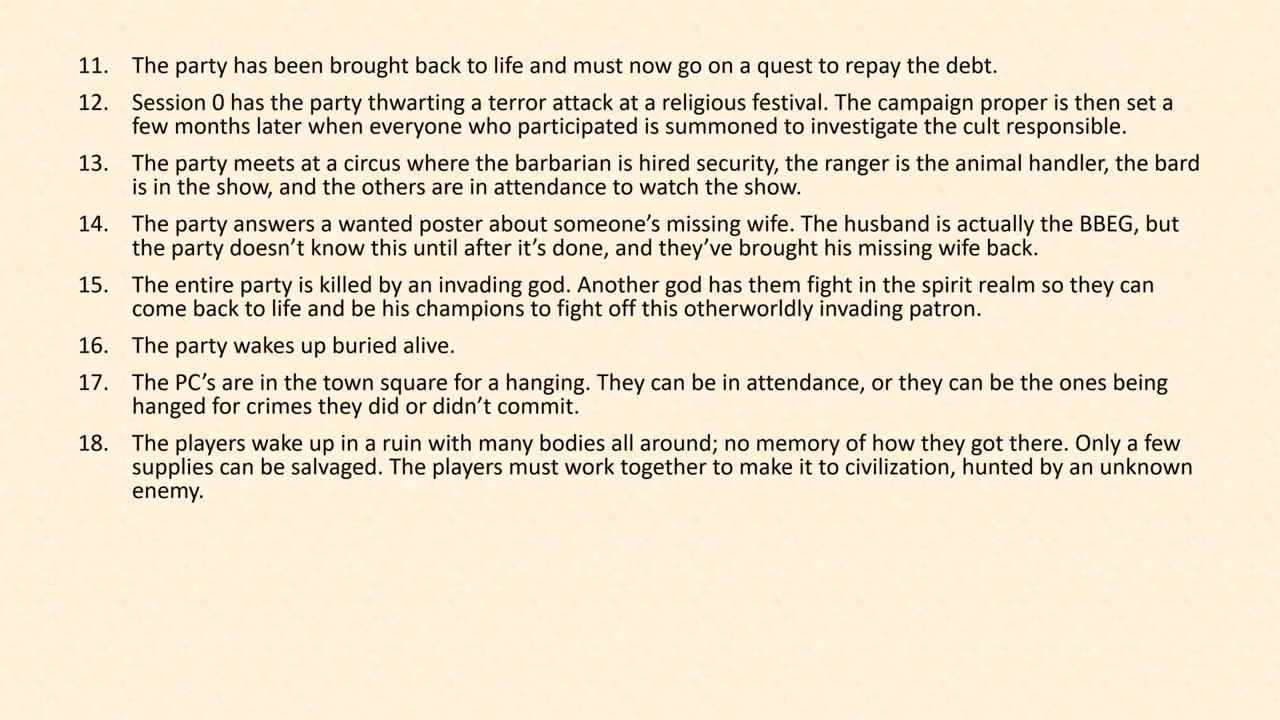 11. The party has been brought back to life and must now go on a quest to repay the debt.
12. Session 0 has the party thwarting a terror attack at a religious festival. The campaign proper is then set a
few months later when everyone who participated is summoned to investigate the cult responsible.
13. The party meets at a circus where the barbarian is hired security, the ranger is the animal handler, the bard
is in the show, and the others are in attendance to watch the show.
14. The party answers a wanted poster about someone’s missing wife. The husband is actually the BBEG, but
the party doesn’t know this until after it’s done, and they’ve brought his missing wife back.
15. The entire party is killed by an invading god. Another god has them fight in the spirit realm so they can
come back to life and be his champions to fight off this otherworldly invading patron.
16. The party wakes up buried alive.
17. The PC’s are in the town square for a hanging. They can be in attendance, or they can be the ones being
hanged for crimes they did or didn’t commit.
18. The players wake up in a ruin with many bodies all around; no memory of how they got there. Only a few
supplies can be salvaged. The players must work together to make it to civilization, hunted by an unknown
enemy.